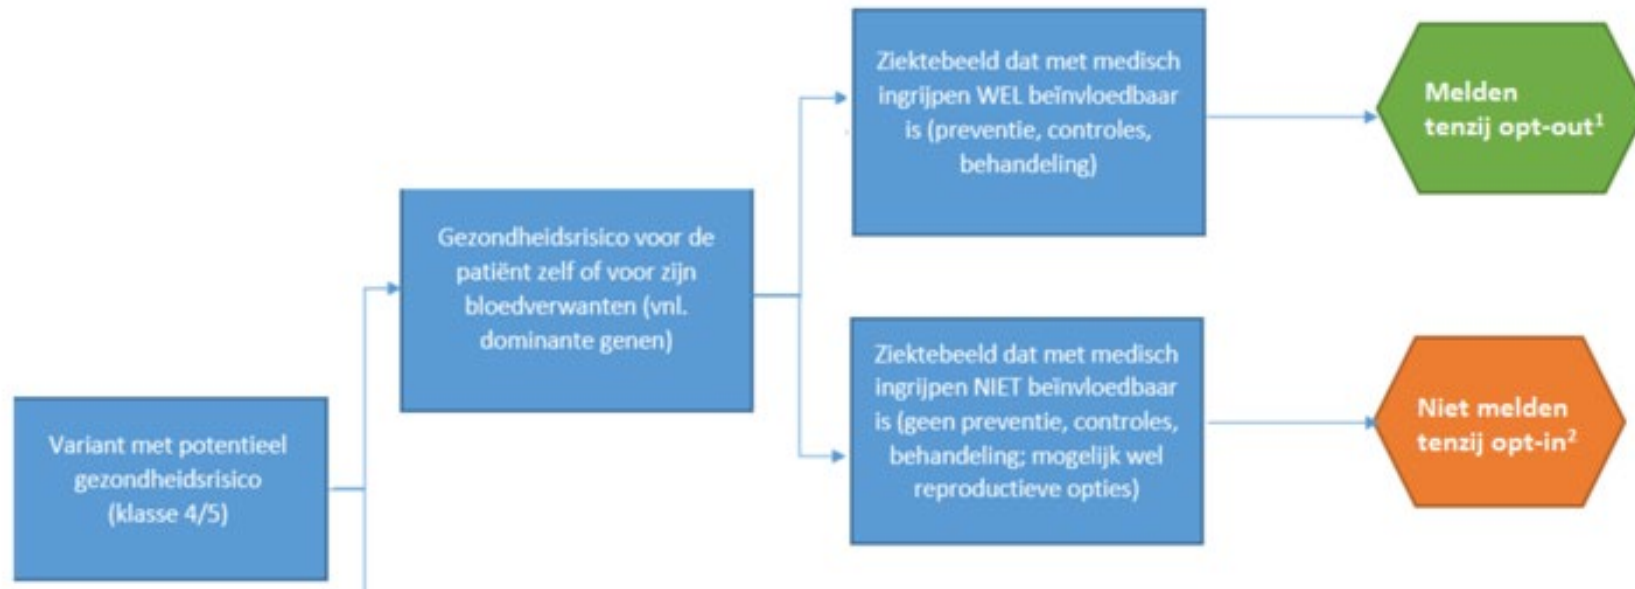 Variant met potentieel
gezondheidsrisico
(klasse 4/5)
Gezondheidsrisico voor de
patiënt zelf of voor zijn
bloedverwanten (vnl.
dominante genen)
Ziektebeeld dat met medisch
ingrijpen WEL beïnvloedbaar
is (preventie, controles,
behandeling)
Melden
tenzij opt-out¹
Ziektebeeld dat met medisch
ingrijpen NIET beïnvloedbaar
is (geen preventie, controles,
behandeling; mogelijk wel
reproductieve opties)
Niet melden
tenzij opt-in²